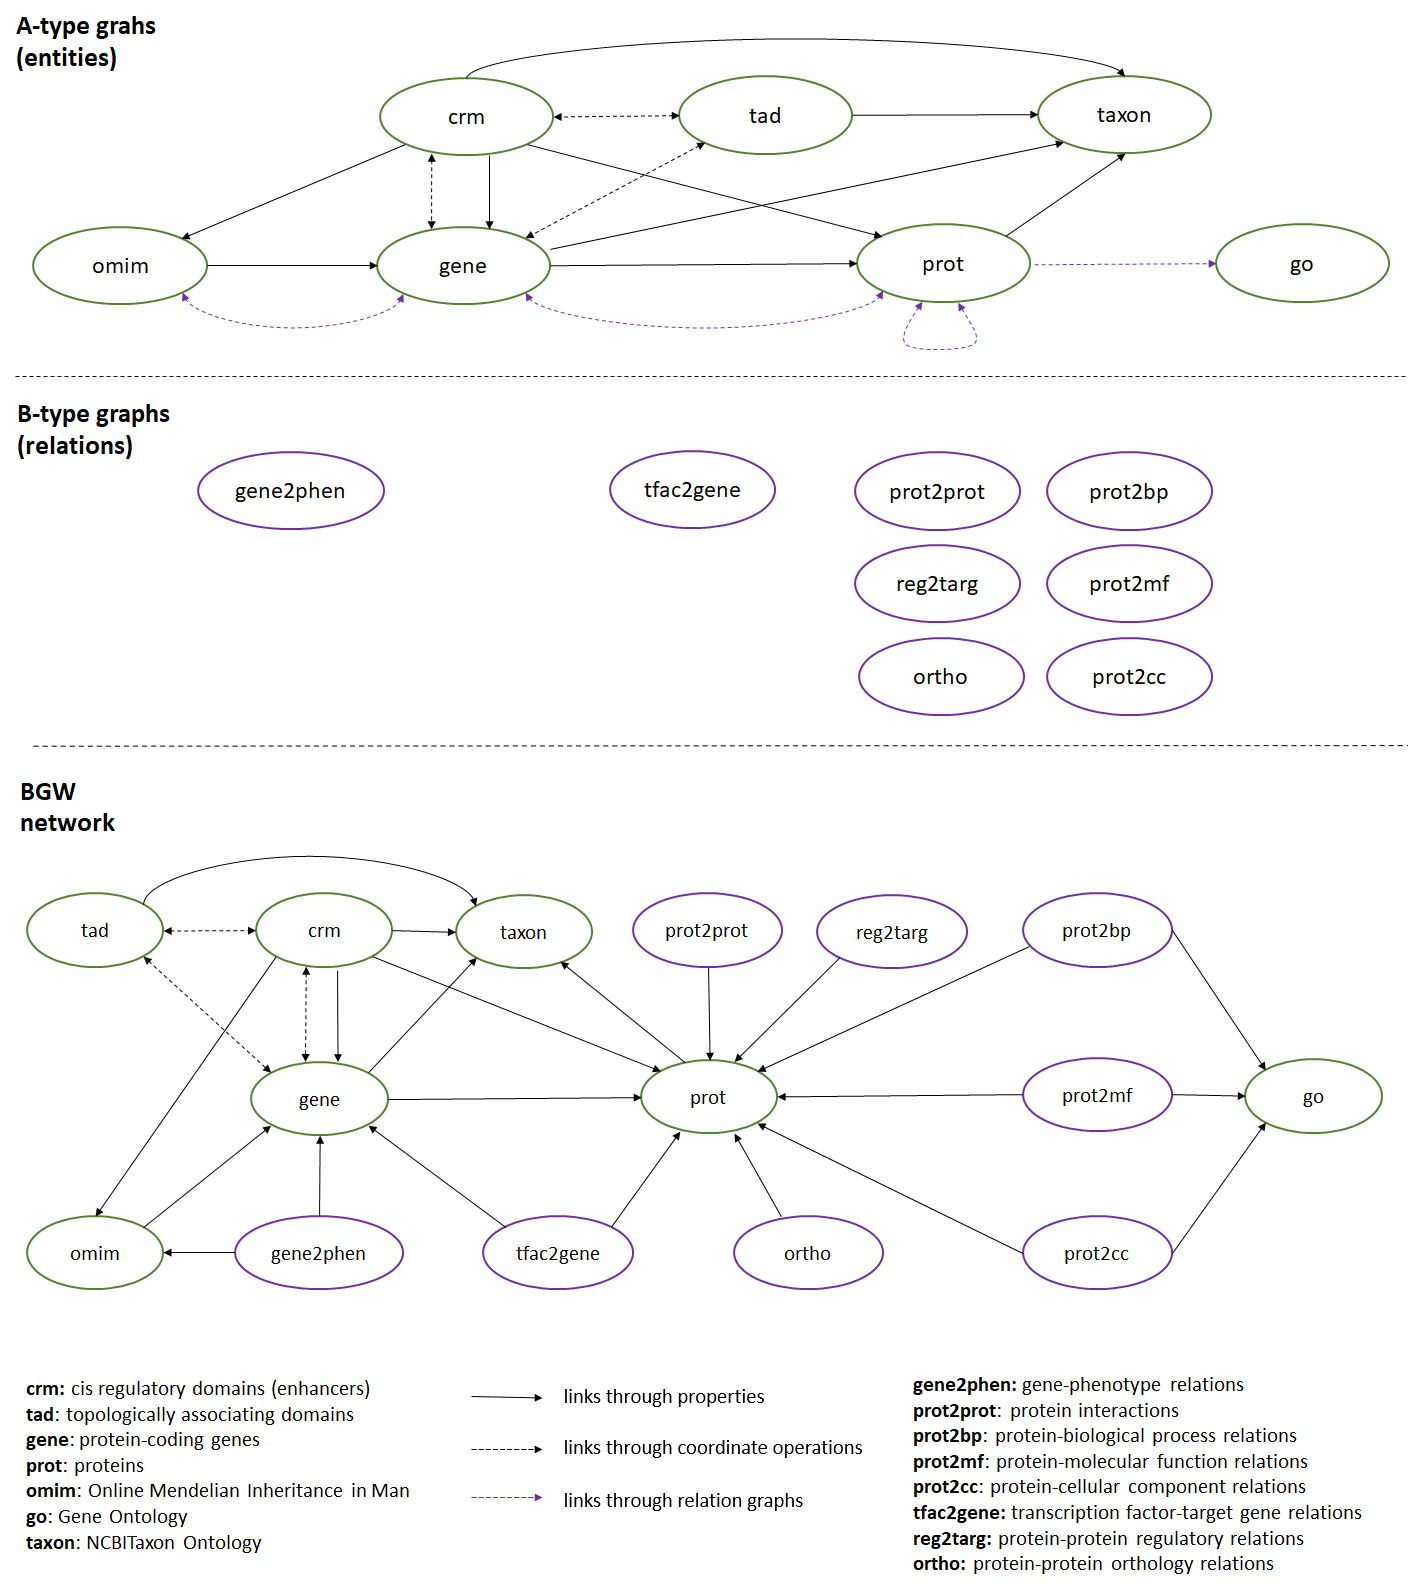 A-type grahs
(entities)
crm
tad
taxon
omim
gene
prot
go
B-type graphs
(relations)
gene2phen
tfac2gene
prot2prot
prot2bp
reg2targ
prot2mf
ortho
prot2cc
BGW
network
tad
crm
taxon
prot2prot
reg2targ
prot2bp
gene
prot
prot2mf
go
omim
gene2phen
tfac2gene
ortho
prot2cc
crm: cis regulatory domains (enhancers)
tad: topologically associating domains
gene: protein-coding genes
prot: proteins
omim: Online Mendelian Inheritance in Man
go: Gene Ontology
taxon: NCBITaxon Ontology
links through properties
links through coordinate operations
links through relation graphs
gene2phen: gene-phenotype relations
prot2prot: protein interactions
prot2bp: protein-biological process relations
prot2mf: protein-molecular function relations
prot2cc: protein-cellular component relations
tfac2gene: transcription factor-target gene relations
reg2targ: protein-protein regulatory relations
ortho: protein-protein orthology relations